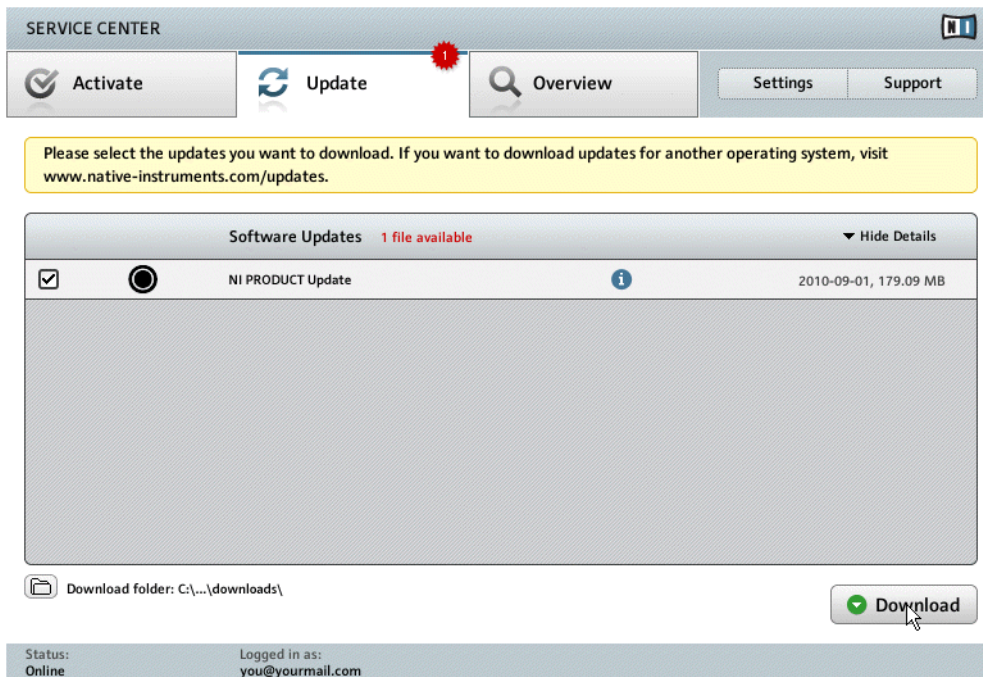 SERVICE CENTER
NI
Activate
Update
1
Overview
Settings
Support
Please select the updates you want to download. If you want to download updates for another operating system, visit
www.native-instruments.com/updates.
Software Updates 1 file available
Hide Details
NI PRODUCT Update
i
2010-09-01, 179.09 MB
Download folder: C:\...\downloads\
Download
Status:
Logged in as:
Online
you@yourmail.com